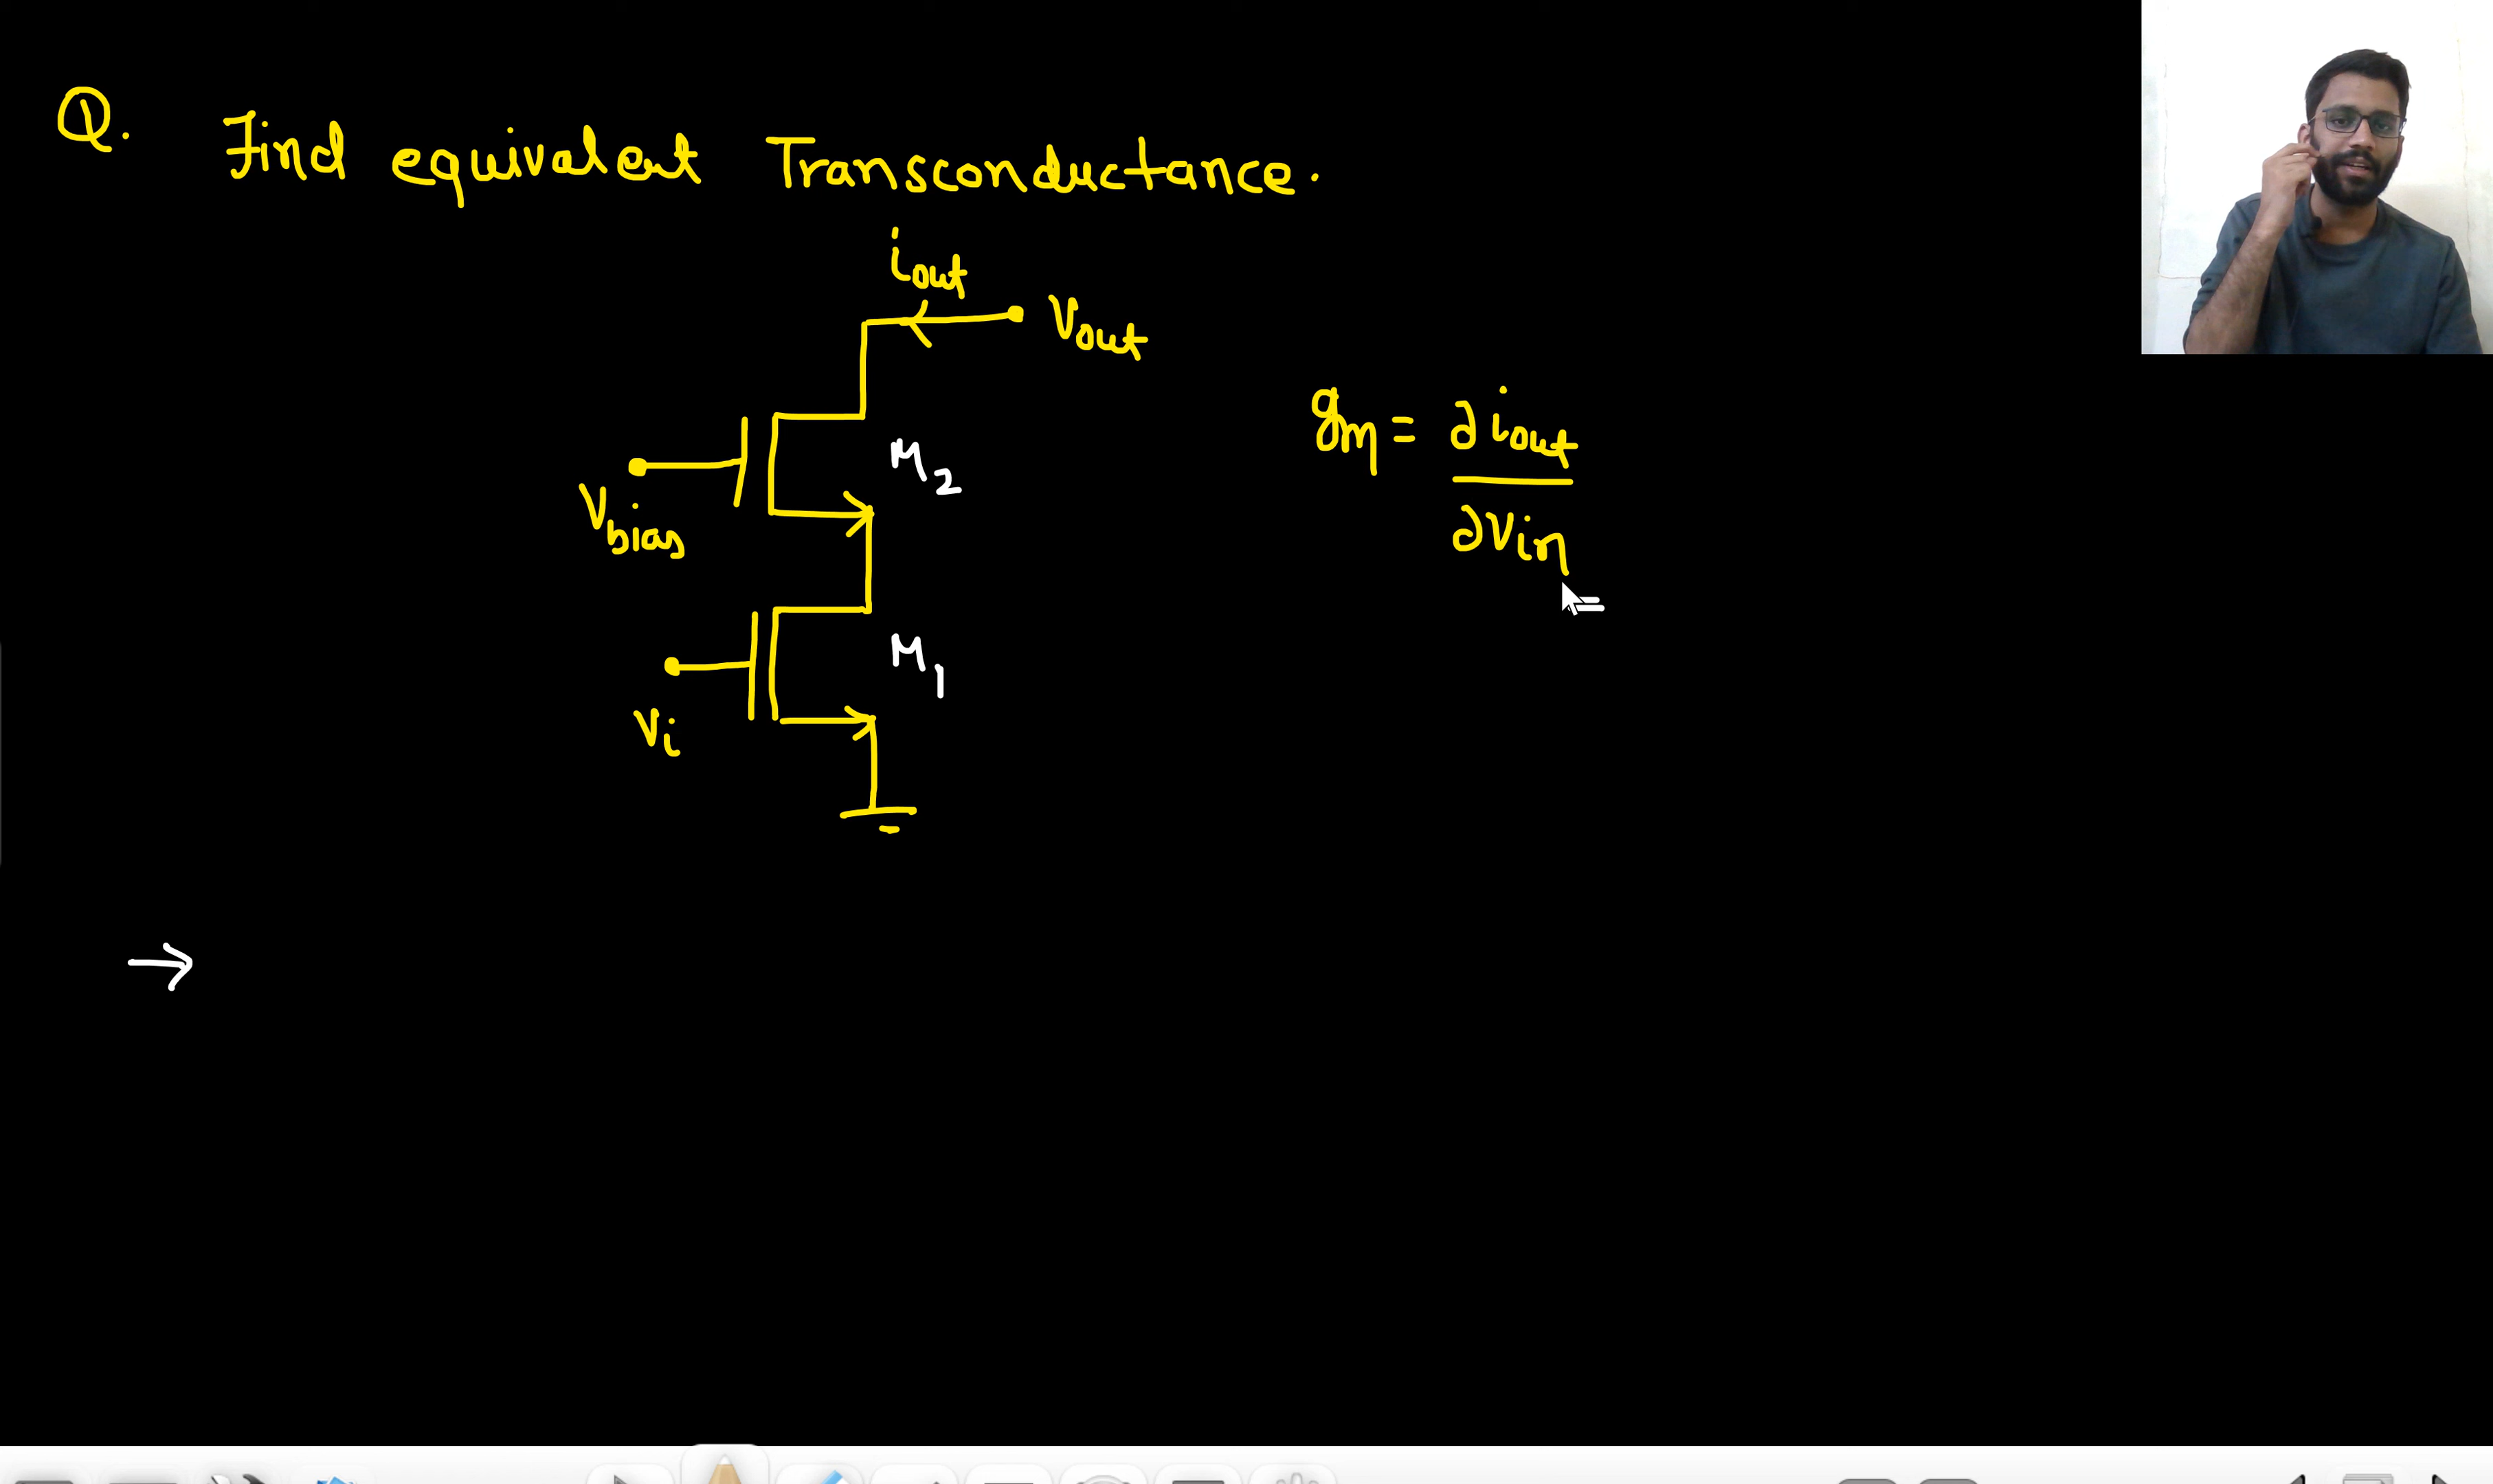 Q. Find equivalent Transconductance.
iout
Vout
gm = ∂iout
∂Vin
M2
Vbias
M1
Vi
→